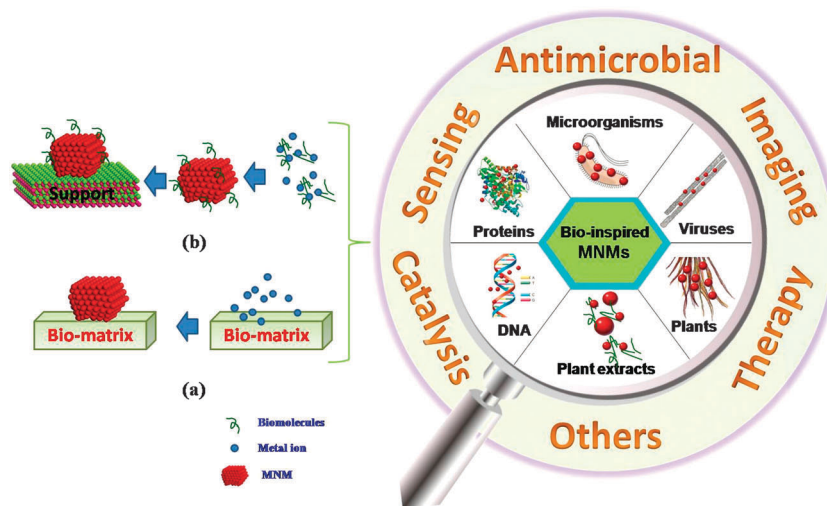 Support
(b)
Bio-matrix
Bio-matrix
(a)
Biomolecules
Metal ion
MNM
Antimicrobial
Sensing
Imaging
Catalysis
Therapy
Others
Microorganisms
Proteins
Viruses
Bio-inspired
MNMs
DNA
Plants
Plant extracts